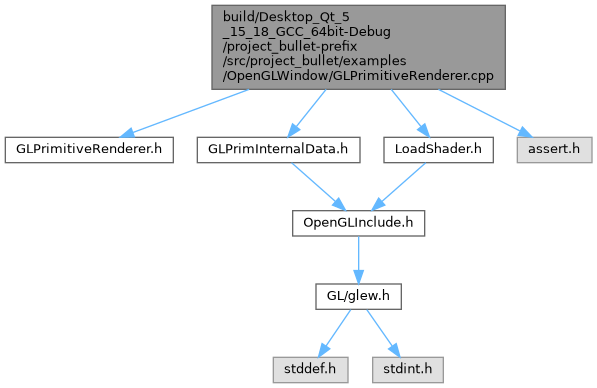 build/Desktop_Qt_5
_15_18_GCC_64bit-Debug
/project_bullet-prefix
/src/project_bullet/examples
/OpenGLWindow/GLPrimitiveRenderer.cpp
GLPrimitiveRenderer.h
GLPrimInternalData.h
LoadShader.h
assert.h
OpenGLInclude.h
GL/glew.h
stddef.h
stdint.h